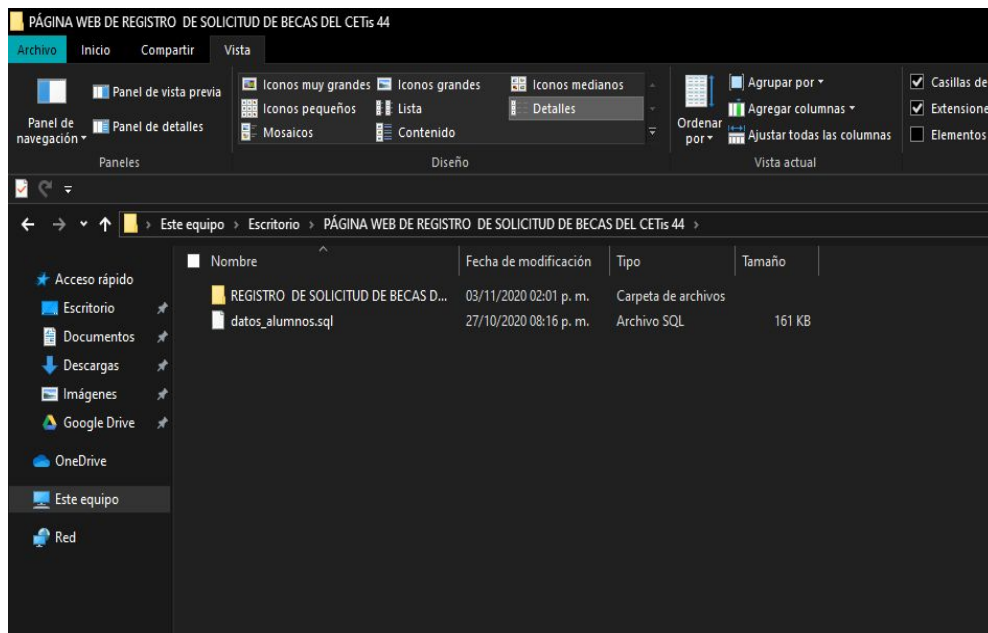 PÁGINA WEB DE REGISTRO  DE SOLICITUD DE BECAS DEL CETis 44
Archivo Inicio Compartir Vista
Panel de navegación
Panel de vista previa
Panel de detalles
Paneles
Iconos muy grandes Iconos grandes Iconos medianos
Iconos pequeños Lista Detalles
Mosaicos Contenido
Diseño
Ordenar por
Agrupar por
Agregar columnas
Ajustar todas las columnas
Vista actual
Casillas de
Extensione
Elementos
Este equipo > Escritorio > PÁGINA WEB DE REGISTRO  DE SOLICITUD DE BECAS DEL CETis 44 >
Nombre Fecha de modificación Tipo Tamaño
REGISTRO  DE SOLICITUD DE BECAS D... 03/11/2020 02:01 p. m. Carpeta de archivos
datos_alumnos.sql 27/10/2020 08:16 p. m. Archivo SQL 161 KB
Acceso rápido
Escritorio
Documentos
Descargas
Imágenes
Google Drive
OneDrive
Este equipo
Red